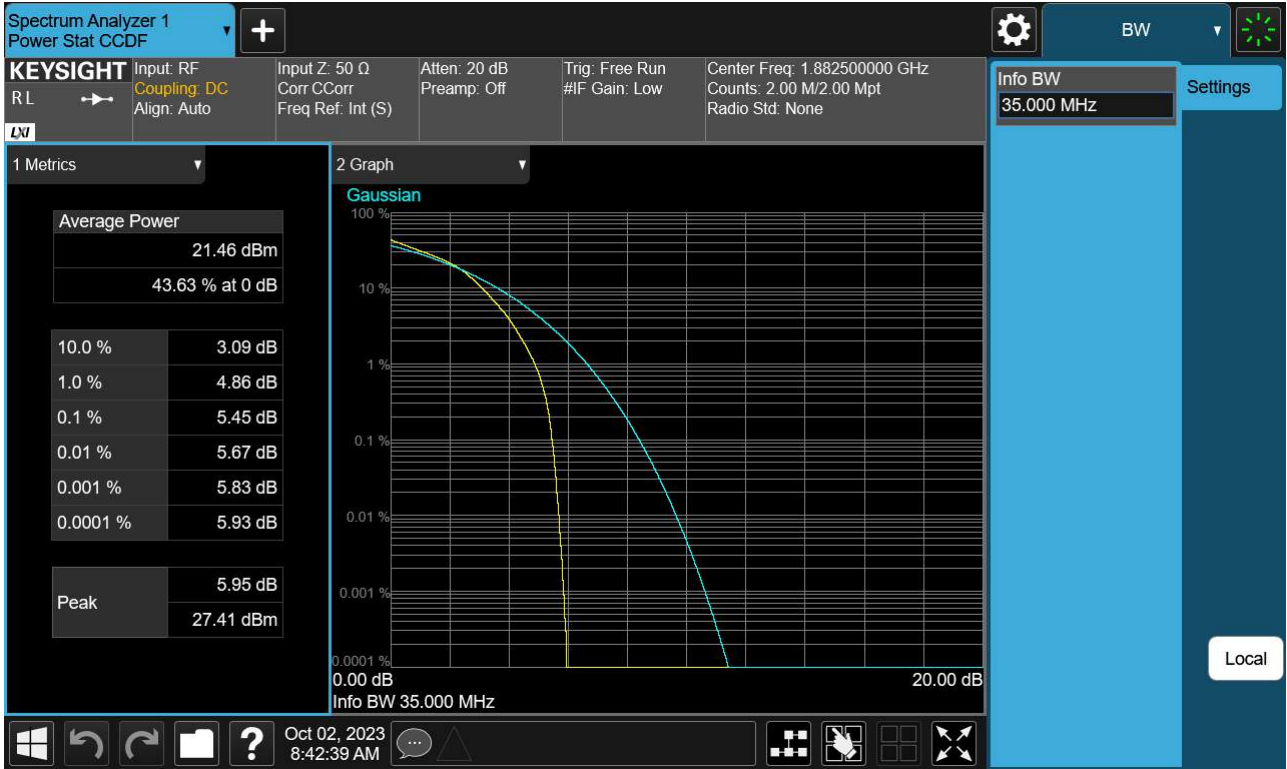 Spectrum Analyzer 1
Power Stat CCDF
+
BW
KEYSIGHT
RL
LXI
Input: RF
Coupling: DC
Align: Auto
Input Z: 50 Ω
Corr CCorr
Freq Ref: Int (S)
Atten: 20 dB
Preamp: Off
Trig: Free Run
#IF Gain: Low
Center Freq: 1.882500000 GHz
Counts: 2.00 M/2.00 Mpt
Radio Std: None
Info BW
35.000 MHz
Settings
1 Metrics
Average Power
21.46 dBm
43.63 % at 0 dB
10.0 % 3.09 dB
1.0 % 4.86 dB
0.1 % 5.45 dB
0.01 % 5.67 dB
0.001 % 5.83 dB
0.0001 % 5.93 dB
Peak
5.95 dB
27.41 dBm
2 Graph
Gaussian
100 %
10 %
1 %
0.1 %
0.01 %
0.001 %
0.0001 %
0.00 dB 20.00 dB
Info BW 35.000 MHz
Local
?
Oct 02, 2023
8:42:39 AM